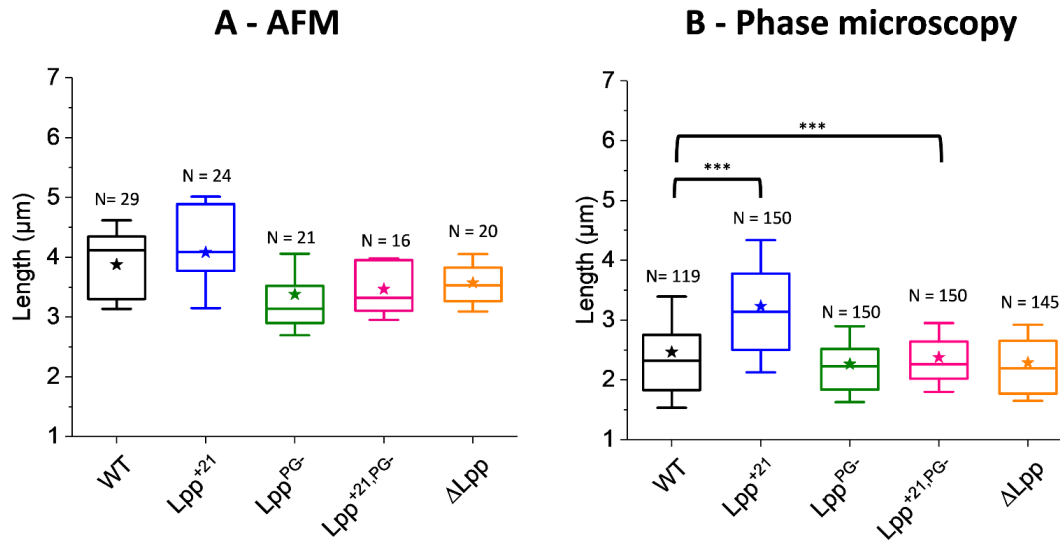 A - AFM
7
6
5
4
3
2
1
Length (µm)
N= 29
N = 24
N = 21
N = 16
N = 20
WT
Lpp⁺²¹
Lppᴾᴳ⁻
Lpp⁺²¹,ᴾᴳ⁻
ΔLpp
B - Phase microscopy
7
6
5
4
3
2
1
Length (µm)
***
***
N= 119
N = 150
N = 150
N = 150
N = 145
WT
Lpp⁺²¹
Lppᴾᴳ⁻
Lpp⁺²¹,ᴾᴳ⁻
ΔLpp